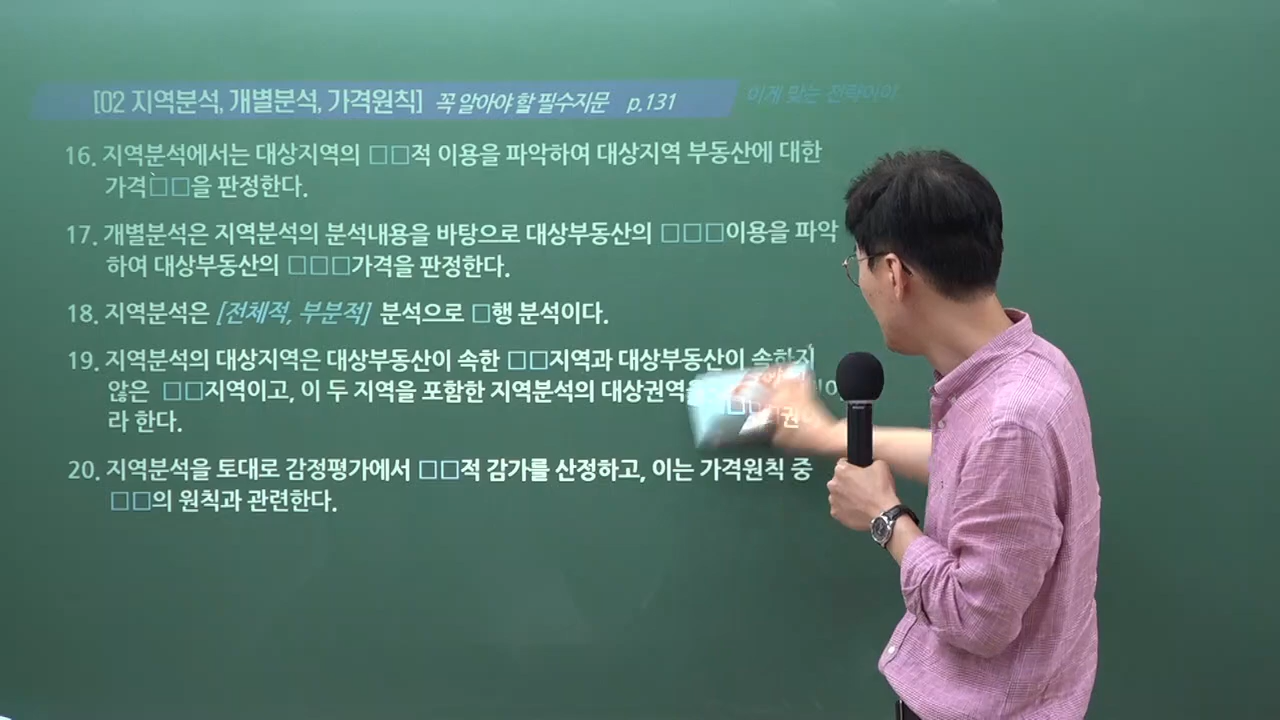 [02 지역분석, 개별분석, 가격원칙] 꼭 알아야 할 필수지문 p.131
이게 맞는 전략이야
16. 지역분석에서는 대상지역의 □□적 이용을 파악하여 대상지역 부동산에 대한
가격□□을 판정한다.
17. 개별분석은 지역분석의 분석내용을 바탕으로 대상부동산의 □□□이용을 파악
하여 대상부동산의 □□□가격을 판정한다.
18. 지역분석은 [전체적, 부분적] 분석으로 □행 분석이다.
19. 지역분석의 대상지역은 대상부동산이 속한 □□지역과 대상부동산이 속하지
않은 □□지역이고, 이 두 지역을 포함한 지역분석의 대상권역을
라 한다.
20. 지역분석을 토대로 감정평가에서 □□적 감가를 산정하고, 이는 가격원칙 중
□□의 원칙과 관련한다.